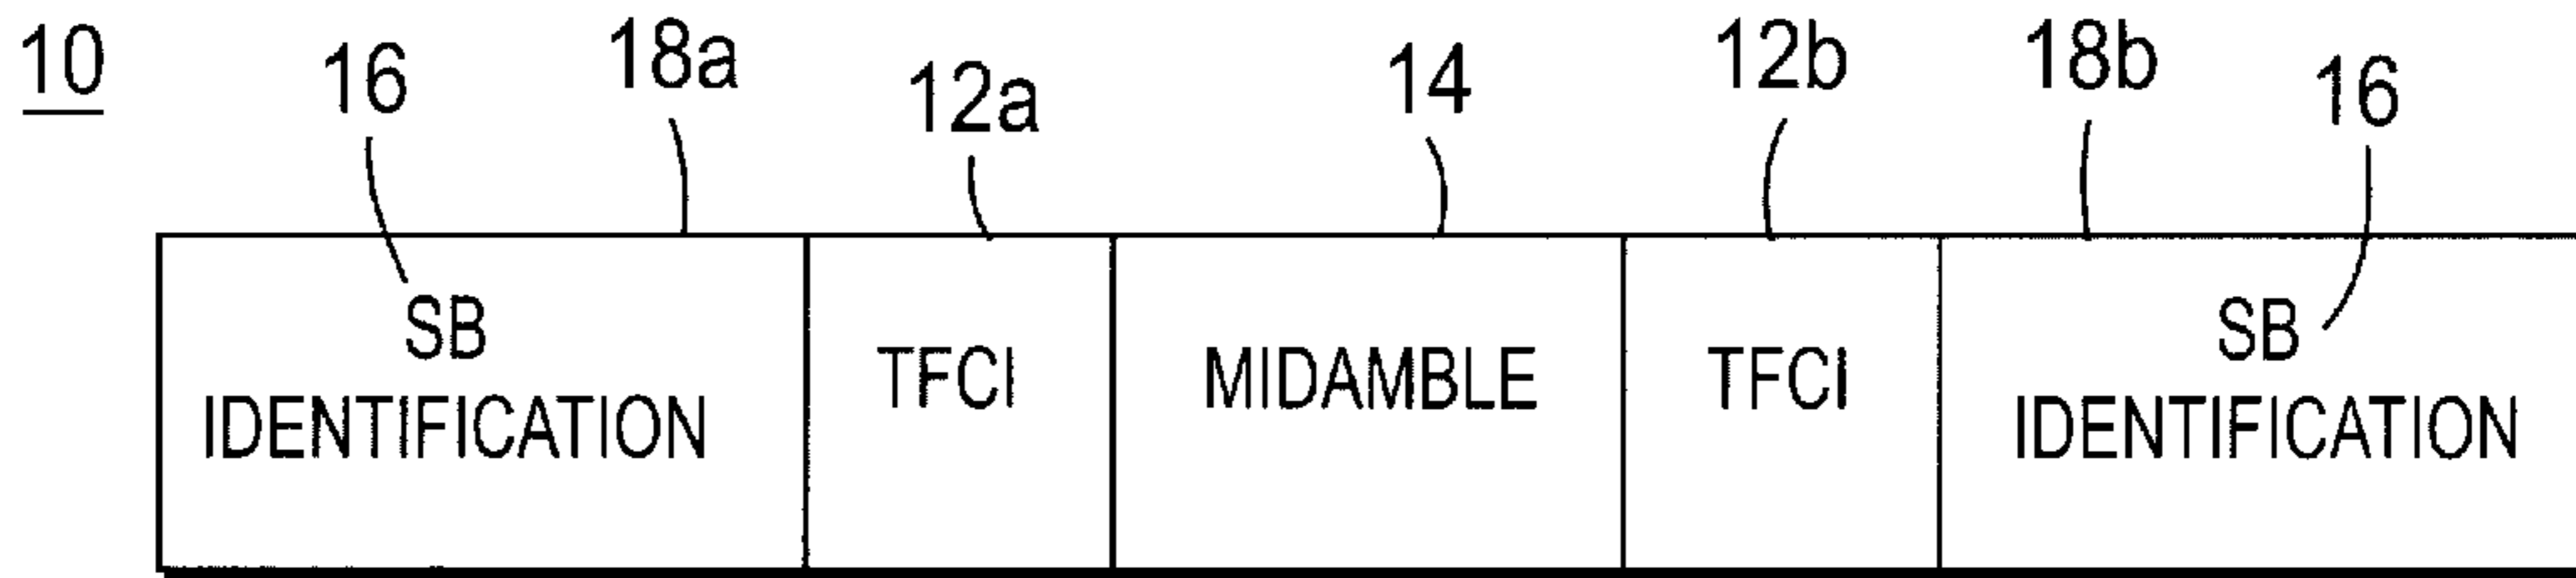 10 16 18a 12a 14 12b 18b 16
SB IDENTIFICATION TFCI MIDAMBLE TFCI SB IDENTIFICATION